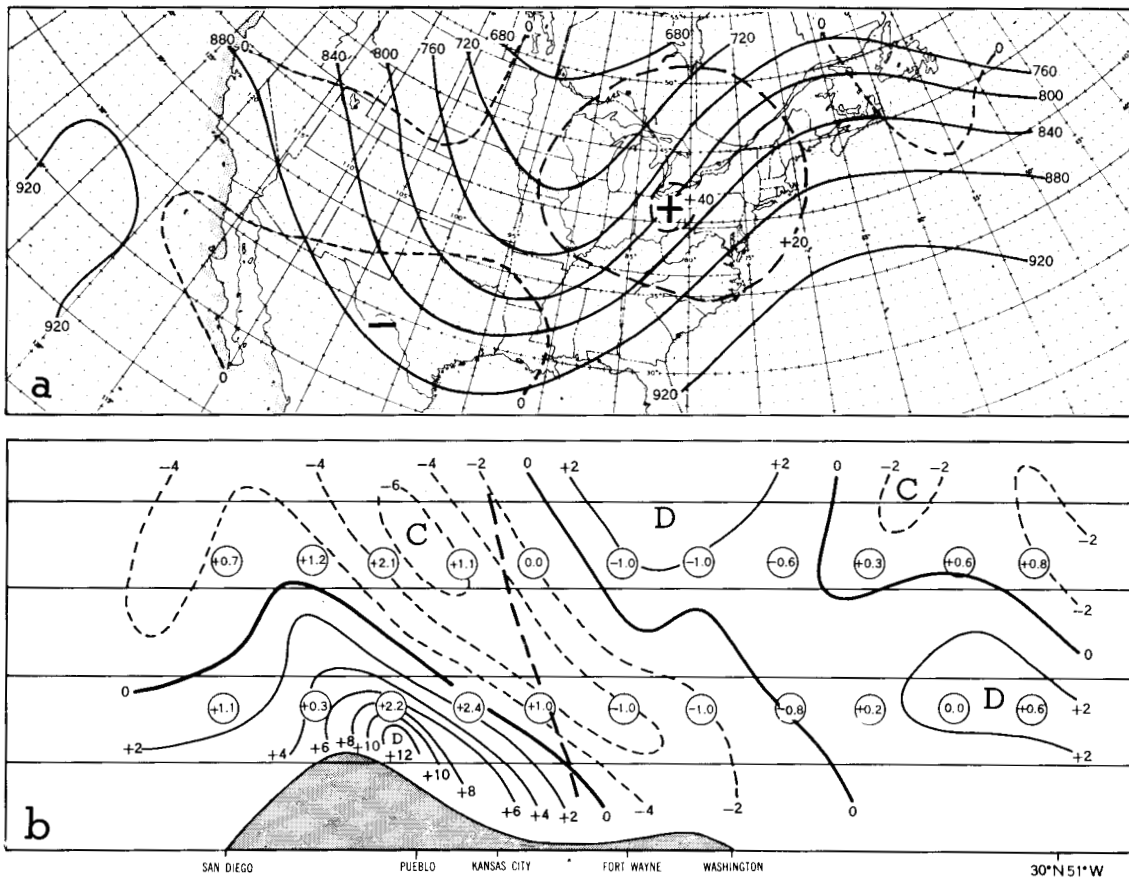 880 0 840 800 760 720 680 0 680 720 0 0
760
800
840
880
920
920
+40
+
+20
−
920
0
0
920
a
−4 −4 −4 −2 0 +2 +2 0 −2 −2
−6 C D C
−2
+0.7 +1.2 +2.1 +1.1 0.0 −1.0 −1.0 −0.6 +0.3 +0.6 +0.8
−2
0
0
+1.1 +0.3 +2.2 +2.4 +1.0 −1.0 −1.0 −0.8 +0.2 0.0 D +0.6 +2
+2 +4 +6 +8 +10 D
+12 +10 +8 +6 +4 +2 0 −4 −2 0 +2
b
SAN DIEGO PUEBLO KANSAS CITY FORT WAYNE WASHINGTON 30°N 51°W